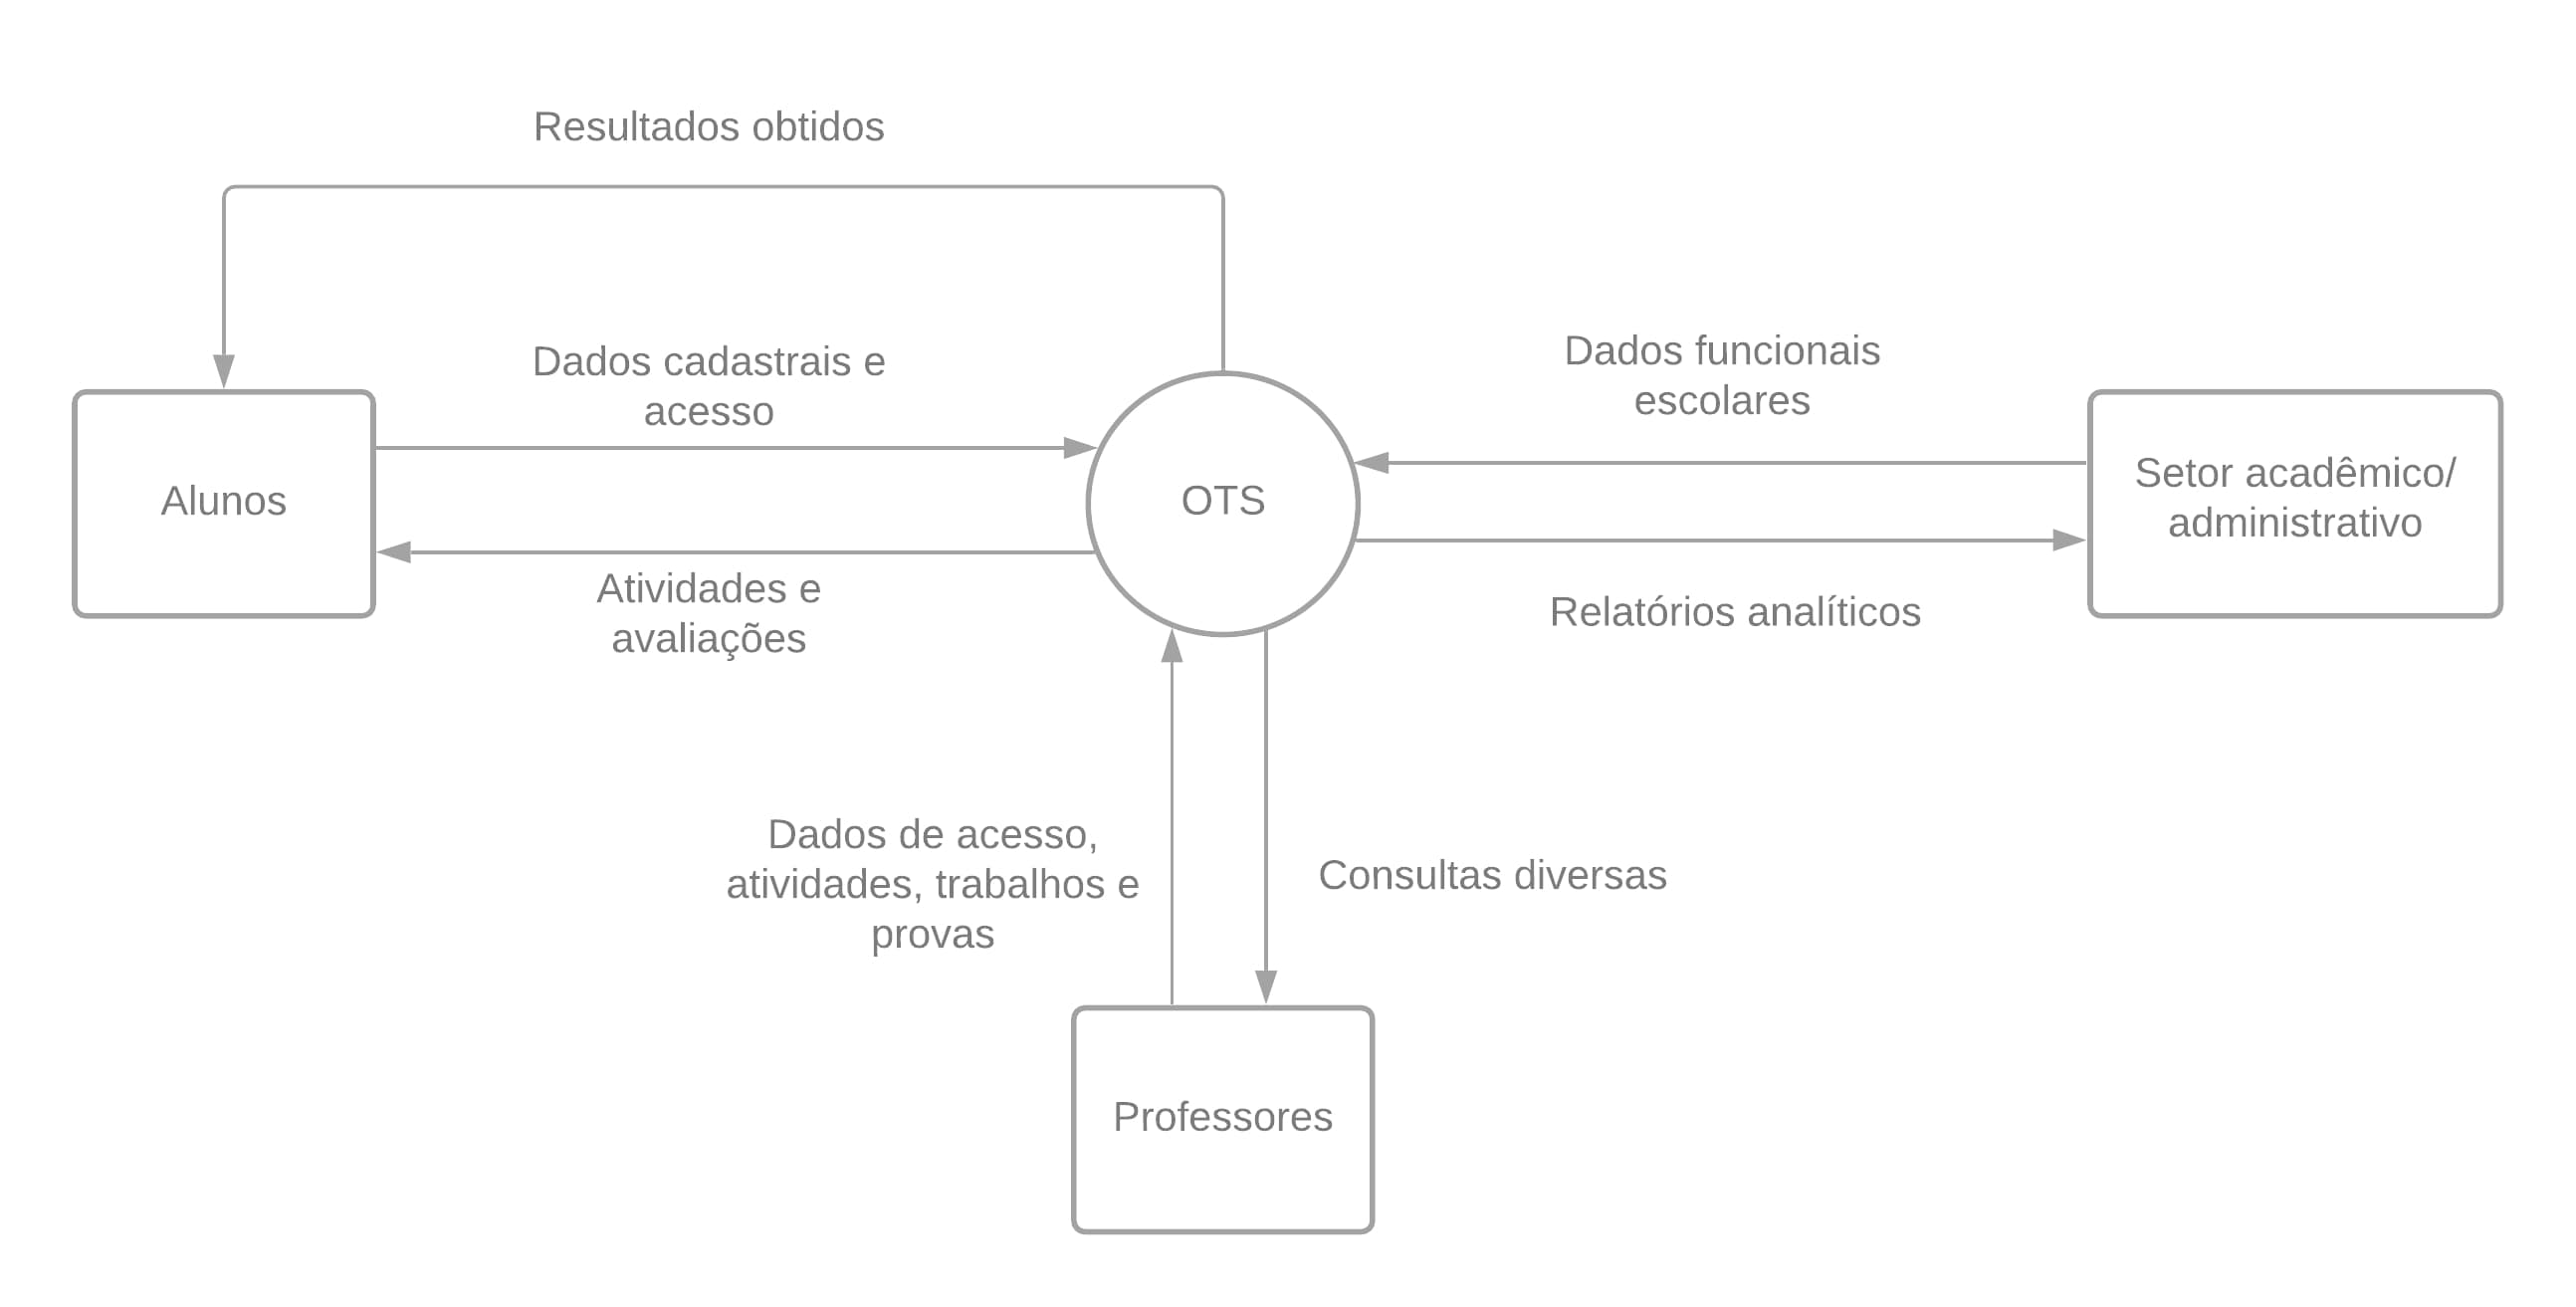 Resultados obtidos
Dados cadastrais e
acesso
Dados funcionais
escolares
Alunos
OTS
Setor acadêmico/
administrativo
Atividades e
avaliações
Relatórios analíticos
Dados de acesso,
atividades, trabalhos e
provas
Consultas diversas
Professores